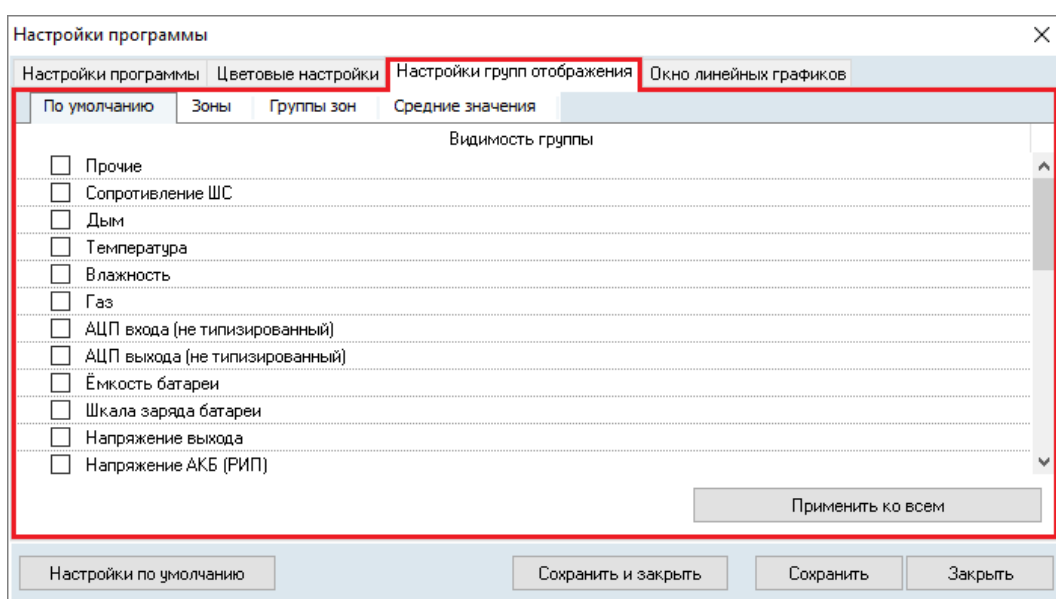 Настройки программы
Настройки программы Цветовые настройки Настройки групп отображения Окно линейных графиков
По умолчанию Зоны Группы зон Средние значения
Видимость группы
Прочие
Сопротивление ШС
Дым
Температура
Влажность
Газ
АЦП входа (не типизированный)
АЦП выхода (не типизированный)
Ёмкость батареи
Шкала заряда батареи
Напряжение выхода
Напряжение АКБ (РИП)
Применить ко всем
Настройки по умолчанию Сохранить и закрыть Сохранить Закрыть